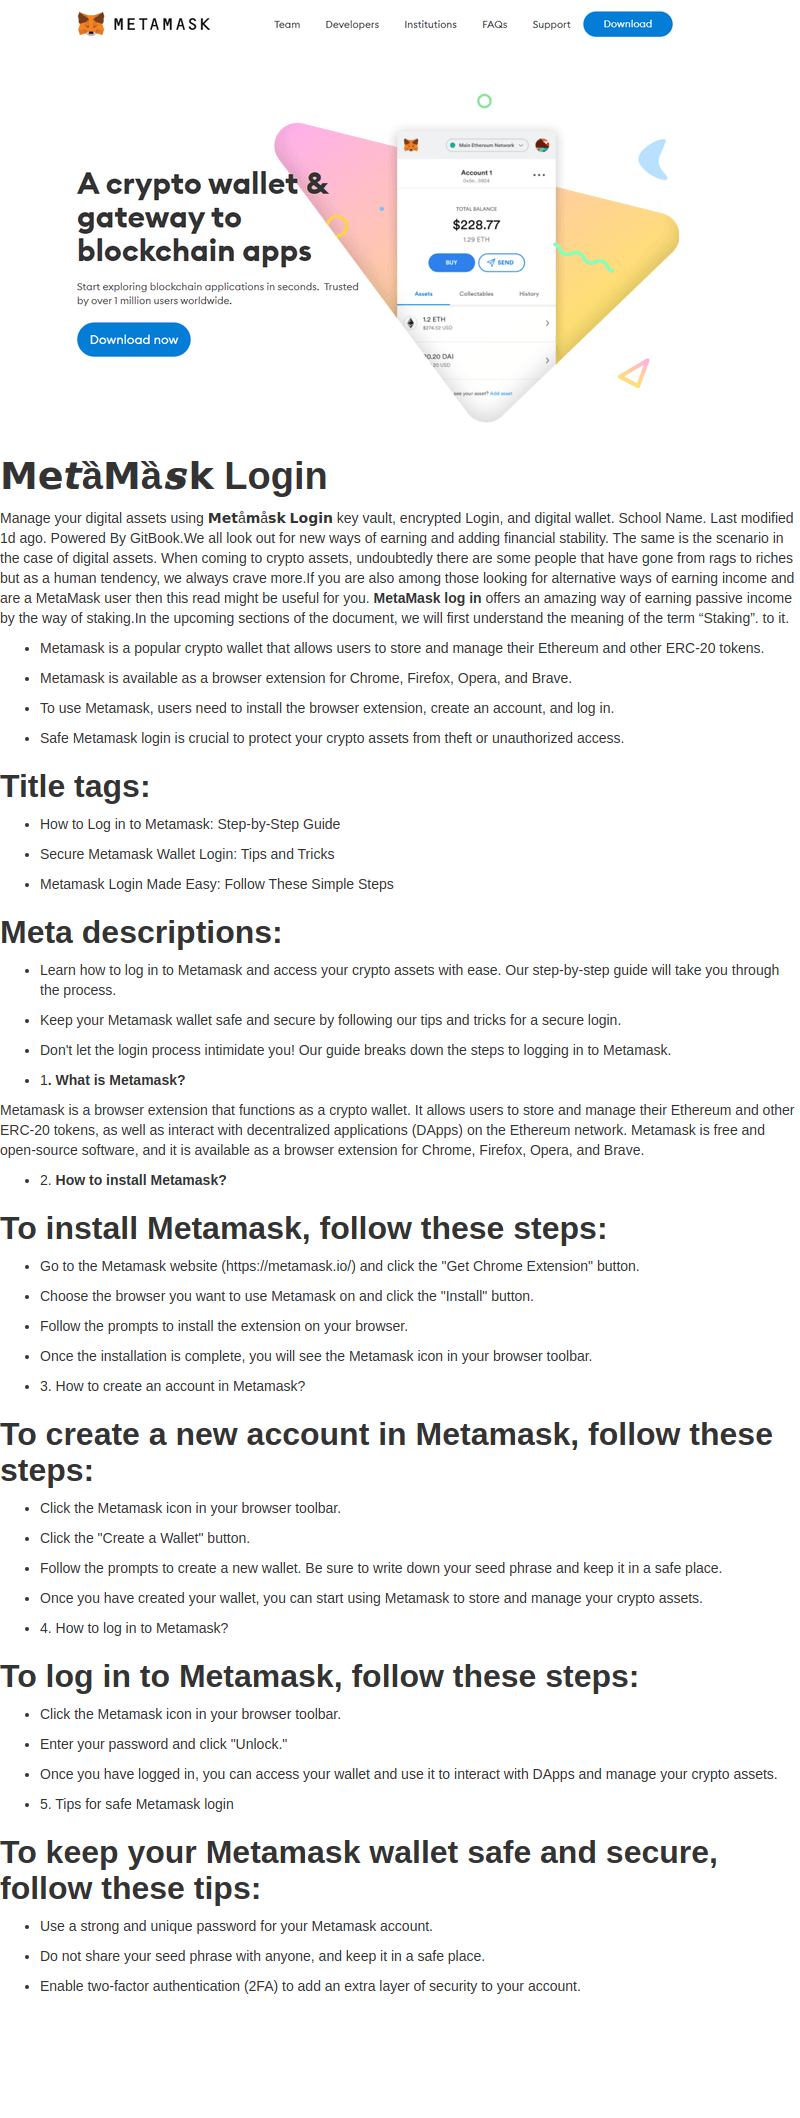 METAMASK
Team Developers Institutions FAQs Support Download
A crypto wallet &
gateway to
blockchain apps
Start exploring blockchain applications in seconds. Trusted
by over 1 million users worldwide.
Download now
Main Ethereum Network
Account 1
TOTAL BALANCE
$228.77
1.29 ETH
BUY SEND
Assets Collectables History
1.2 ETH
$274.52 USD
0.20 DAI
20 USD
see your asset? Add asset
𝗠𝗲𝙩ȁ𝗠ȁ𝙨𝗸 Login
Manage your digital assets using 𝗠𝗲𝘁å𝗺å𝘀𝗸 𝗟𝗼𝗴𝗶𝗻 key vault, encrypted Login, and digital wallet. School Name. Last modified
1d ago. Powered By GitBook.We all look out for new ways of earning and adding financial stability. The same is the scenario in
the case of digital assets. When coming to crypto assets, undoubtedly there are some people that have gone from rags to riches
but as a human tendency, we always crave more.If you are also among those looking for alternative ways of earning income and
are a MetaMask user then this read might be useful for you. MetaMask log in offers an amazing way of earning passive income
by the way of staking.In the upcoming sections of the document, we will first understand the meaning of the term “Staking”. to it.
• Metamask is a popular crypto wallet that allows users to store and manage their Ethereum and other ERC-20 tokens.
• Metamask is available as a browser extension for Chrome, Firefox, Opera, and Brave.
• To use Metamask, users need to install the browser extension, create an account, and log in.
• Safe Metamask login is crucial to protect your crypto assets from theft or unauthorized access.
Title tags:
• How to Log in to Metamask: Step-by-Step Guide
• Secure Metamask Wallet Login: Tips and Tricks
• Metamask Login Made Easy: Follow These Simple Steps
Meta descriptions:
• Learn how to log in to Metamask and access your crypto assets with ease. Our step-by-step guide will take you through
the process.
• Keep your Metamask wallet safe and secure by following our tips and tricks for a secure login.
• Don't let the login process intimidate you! Our guide breaks down the steps to logging in to Metamask.
• 1. What is Metamask?
Metamask is a browser extension that functions as a crypto wallet. It allows users to store and manage their Ethereum and other
ERC-20 tokens, as well as interact with decentralized applications (DApps) on the Ethereum network. Metamask is free and
open-source software, and it is available as a browser extension for Chrome, Firefox, Opera, and Brave.
• 2. How to install Metamask?
To install Metamask, follow these steps:
• Go to the Metamask website (https://metamask.io/) and click the "Get Chrome Extension" button.
• Choose the browser you want to use Metamask on and click the "Install" button.
• Follow the prompts to install the extension on your browser.
• Once the installation is complete, you will see the Metamask icon in your browser toolbar.
• 3. How to create an account in Metamask?
To create a new account in Metamask, follow these
steps:
• Click the Metamask icon in your browser toolbar.
• Click the "Create a Wallet" button.
• Follow the prompts to create a new wallet. Be sure to write down your seed phrase and keep it in a safe place.
• Once you have created your wallet, you can start using Metamask to store and manage your crypto assets.
• 4. How to log in to Metamask?
To log in to Metamask, follow these steps:
• Click the Metamask icon in your browser toolbar.
• Enter your password and click "Unlock."
• Once you have logged in, you can access your wallet and use it to interact with DApps and manage your crypto assets.
• 5. Tips for safe Metamask login
To keep your Metamask wallet safe and secure,
follow these tips:
• Use a strong and unique password for your Metamask account.
• Do not share your seed phrase with anyone, and keep it in a safe place.
• Enable two-factor authentication (2FA) to add an extra layer of security to your account.